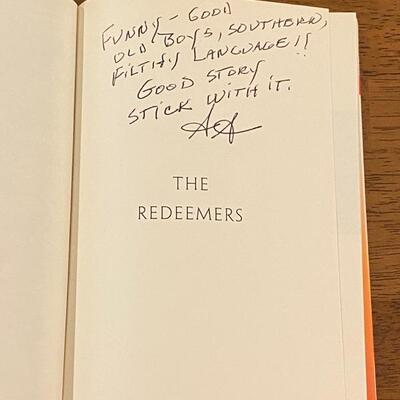 FUNNY - GOOD
OLD BOYS, SOUTHERN,
FILTHY LANGUAGE!!
GOOD STORY
STICK WITH IT.
THE
REDEEMERS